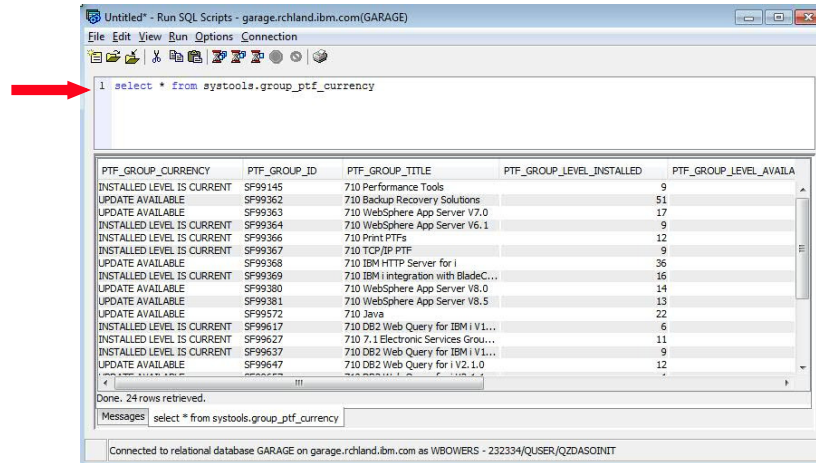 Untitled* - Run SQL Scripts - garage.rchland.ibm.com(GARAGE)
File Edit View Run Options Connection
1 select * from systools.group_ptf_currency
PTF_GROUP_CURRENCY PTF_GROUP_ID PTF_GROUP_TITLE PTF_GROUP_LEVEL_INSTALLED PTF_GROUP_LEVEL_AVAILA
INSTALLED LEVEL IS CURRENT SF99145 710 Performance Tools 9
UPDATE AVAILABLE SF99362 710 Backup Recovery Solutions 51
UPDATE AVAILABLE SF99363 710 WebSphere App Server V7.0 17
INSTALLED LEVEL IS CURRENT SF99364 710 WebSphere App Server V6.1 9
INSTALLED LEVEL IS CURRENT SF99366 710 Print PTFs 12
INSTALLED LEVEL IS CURRENT SF99367 710 TCP/IP PTF 9
UPDATE AVAILABLE SF99368 710 IBM HTTP Server for i 36
INSTALLED LEVEL IS CURRENT SF99369 710 IBM i integration with BladeC... 16
UPDATE AVAILABLE SF99380 710 WebSphere App Server V8.0 14
UPDATE AVAILABLE SF99381 710 WebSphere App Server V8.5 13
UPDATE AVAILABLE SF99572 710 Java 22
INSTALLED LEVEL IS CURRENT SF99617 710 DB2 Web Query for IBM i V1... 6
INSTALLED LEVEL IS CURRENT SF99627 710 7.1 Electronic Services Grou... 11
INSTALLED LEVEL IS CURRENT SF99637 710 DB2 Web Query for IBM i V1... 9
UPDATE AVAILABLE SF99647 710 DB2 Web Query for i V2.1.0 12
Done. 24 rows retrieved.
Messages select * from systools.group_ptf_currency
Connected to relational database GARAGE on garage.rchland.ibm.com as WBOWERS - 232334/QUSER/QZDASOINIT